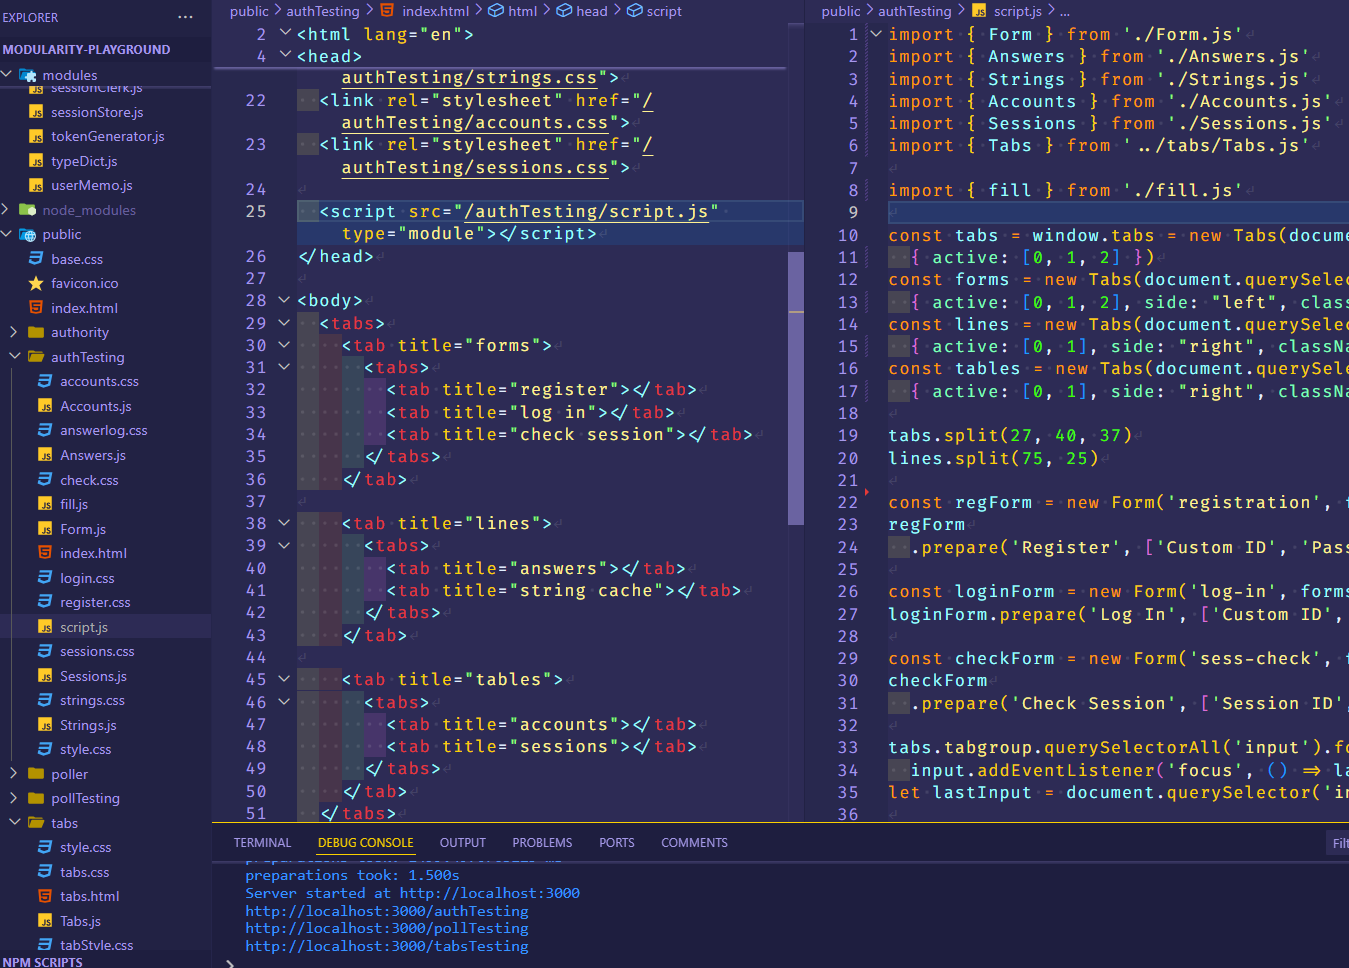 EXPLORER
MODULARITY-PLAYGROUND
modules
sessionClerk.js
sessionStore.js
tokenGenerator.js
typeDict.js
userMemo.js
node_modules
public
base.css
favicon.ico
index.html
authority
authTesting
accounts.css
Accounts.js
answerlog.css
Answers.js
check.css
fill.js
Form.js
index.html
login.css
register.css
script.js
sessions.css
Sessions.js
strings.css
Strings.js
style.css
poller
pollTesting
tabs
style.css
tabs.css
tabs.html
Tabs.js
tabStyle.css
NPM SCRIPTS
public > authTesting > index.html > html > head > script
2 <html lang="en">
4 <head>
authTesting/strings.css">
22 <link rel="stylesheet" href="/
authTesting/accounts.css">
23 <link rel="stylesheet" href="/
authTesting/sessions.css">
24
25 <script src="/authTesting/script.js"
type="module"></script>
26 </head>
27
28 <body>
29 <tabs>
30 <tab title="forms">
31 <tabs>
32 <tab title="register"></tab>
33 <tab title="log in"></tab>
34 <tab title="check session"></tab>
35 </tabs>
36 </tab>
37
38 <tab title="lines">
39 <tabs>
40 <tab title="answers"></tab>
41 <tab title="string cache"></tab>
42 </tabs>
43 </tab>
44
45 <tab title="tables">
46 <tabs>
47 <tab title="accounts"></tab>
48 <tab title="sessions"></tab>
49 </tabs>
50 </tab>
51 </tabs>
public > authTesting > script.js > ...
1 import { Form } from './Form.js'
2 import { Answers } from './Answers.js'
3 import { Strings } from './Strings.js'
4 import { Accounts } from './Accounts.js'
5 import { Sessions } from './Sessions.js'
6 import { Tabs } from '../tabs/Tabs.js'
7
8 import { fill } from './fill.js'
9
10 const tabs = window.tabs = new Tabs(docume
11 { active: [0, 1, 2] })
12 const forms = new Tabs(document.querySelec
13 { active: [0, 1, 2], side: "left", class
14 const lines = new Tabs(document.querySelec
15 { active: [0, 1], side: "right", classNa
16 const tables = new Tabs(document.querySele
17 { active: [0, 1], side: "right", classNa
18
19 tabs.split(27, 40, 37)
20 lines.split(75, 25)
21
22 const regForm = new Form('registration', f
23 regForm
24 .prepare('Register', ['Custom ID', 'Pass
25
26 const loginForm = new Form('log-in', forms
27 loginForm.prepare('Log In', ['Custom ID',
28
29 const checkForm = new Form('sess-check', f
30 checkForm
31 .prepare('Check Session', ['Session ID',
32
33 tabs.tabgroup.querySelectorAll('input').fo
34 input.addEventListener('focus', () => la
35 let lastInput = document.querySelector('in
36
TERMINAL
DEBUG CONSOLE
OUTPUT
PROBLEMS
PORTS
COMMENTS
Filt
preparations took: 1.500s
Server started at http://localhost:3000
http://localhost:3000/authTesting
http://localhost:3000/pollTesting
http://localhost:3000/tabsTesting